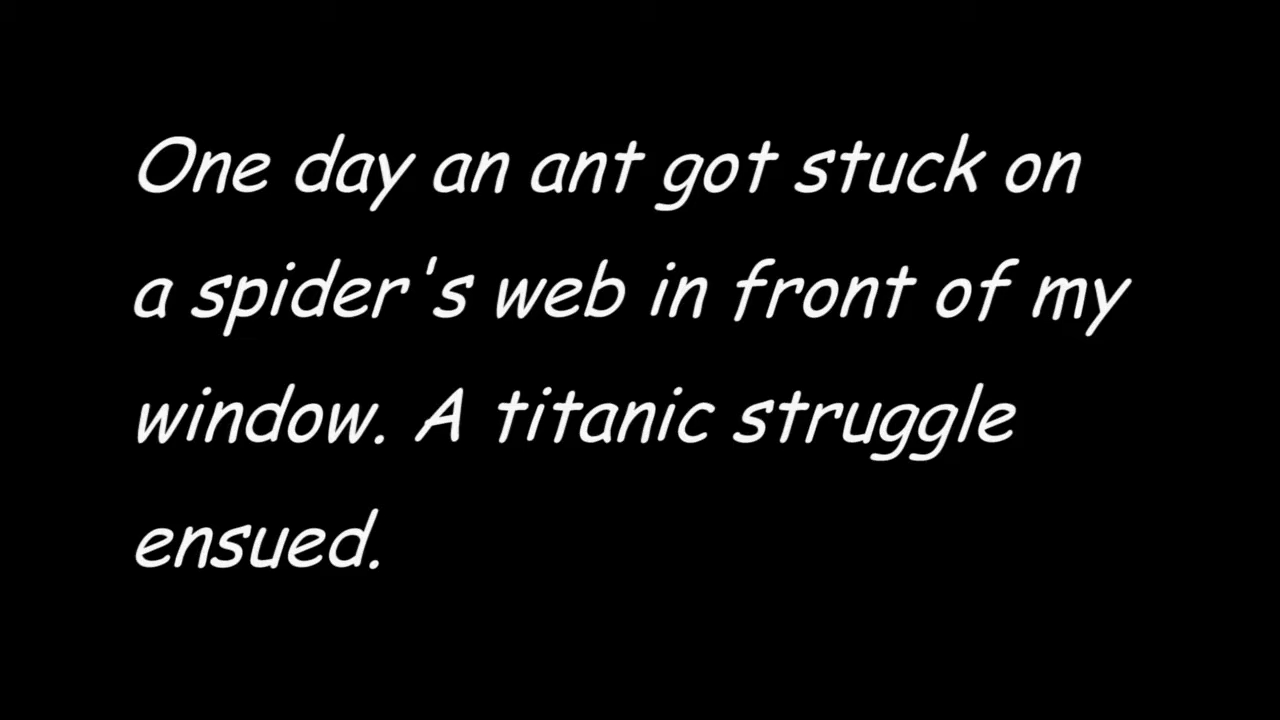 One day an ant got stuck on
a spider's web in front of my
window. A titanic struggle
ensued.